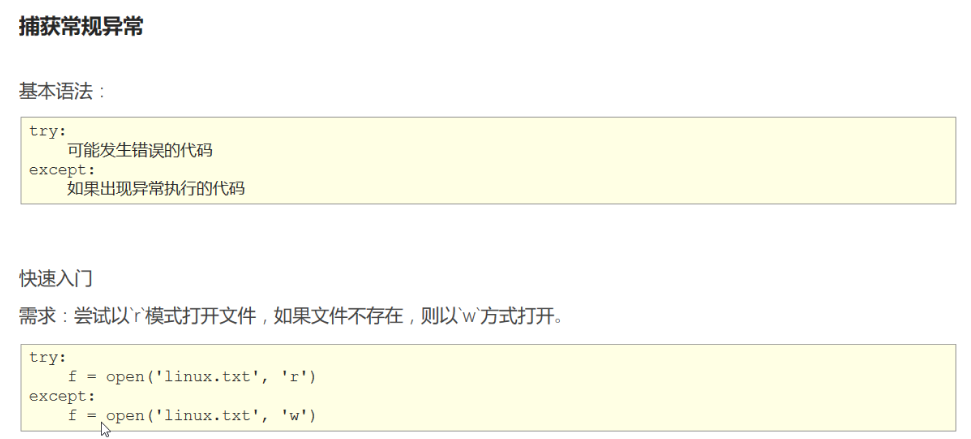 捕获常规异常
基本语法：
try:
    可能发生错误的代码
except:
    如果出现异常执行的代码
快速入门
需求：尝试以`r`模式打开文件，如果文件不存在，则以`w`方式打开。
try:
    f = open('linux.txt', 'r')
except:
    f = open('linux.txt', 'w')